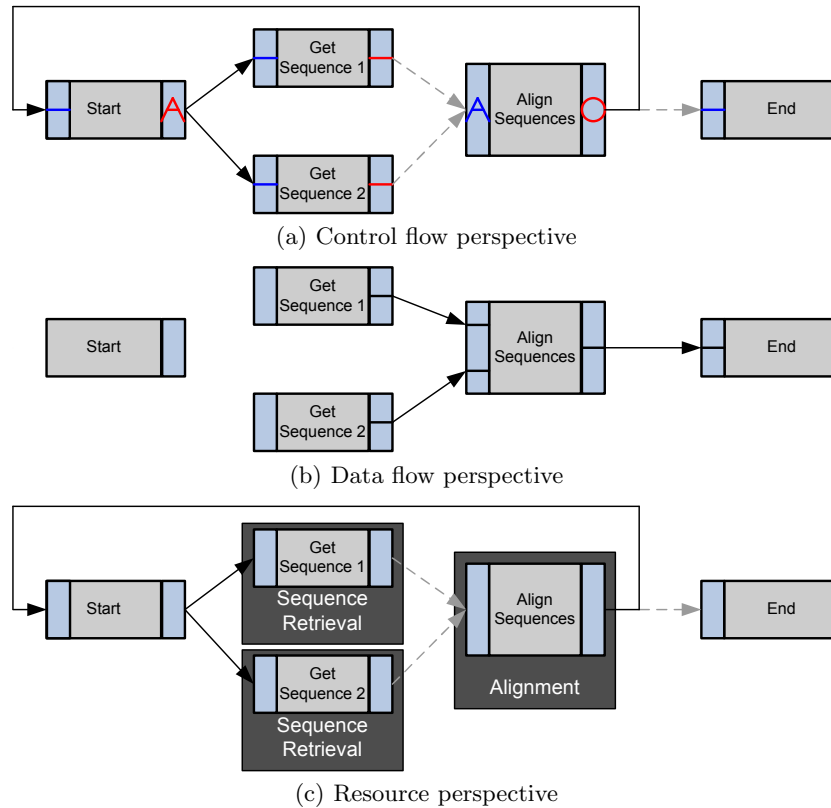 Get
Sequence 1
Start
A
A
Align
Sequences
O
End
Get
Sequence 2
(a) Control flow perspective
Get
Sequence 1
Start
Align
Sequences
End
Get
Sequence 2
(b) Data flow perspective
Get
Sequence 1
Sequence
Retrieval
Start
Align
Sequences
End
Alignment
Get
Sequence 2
Sequence
Retrieval
(c) Resource perspective